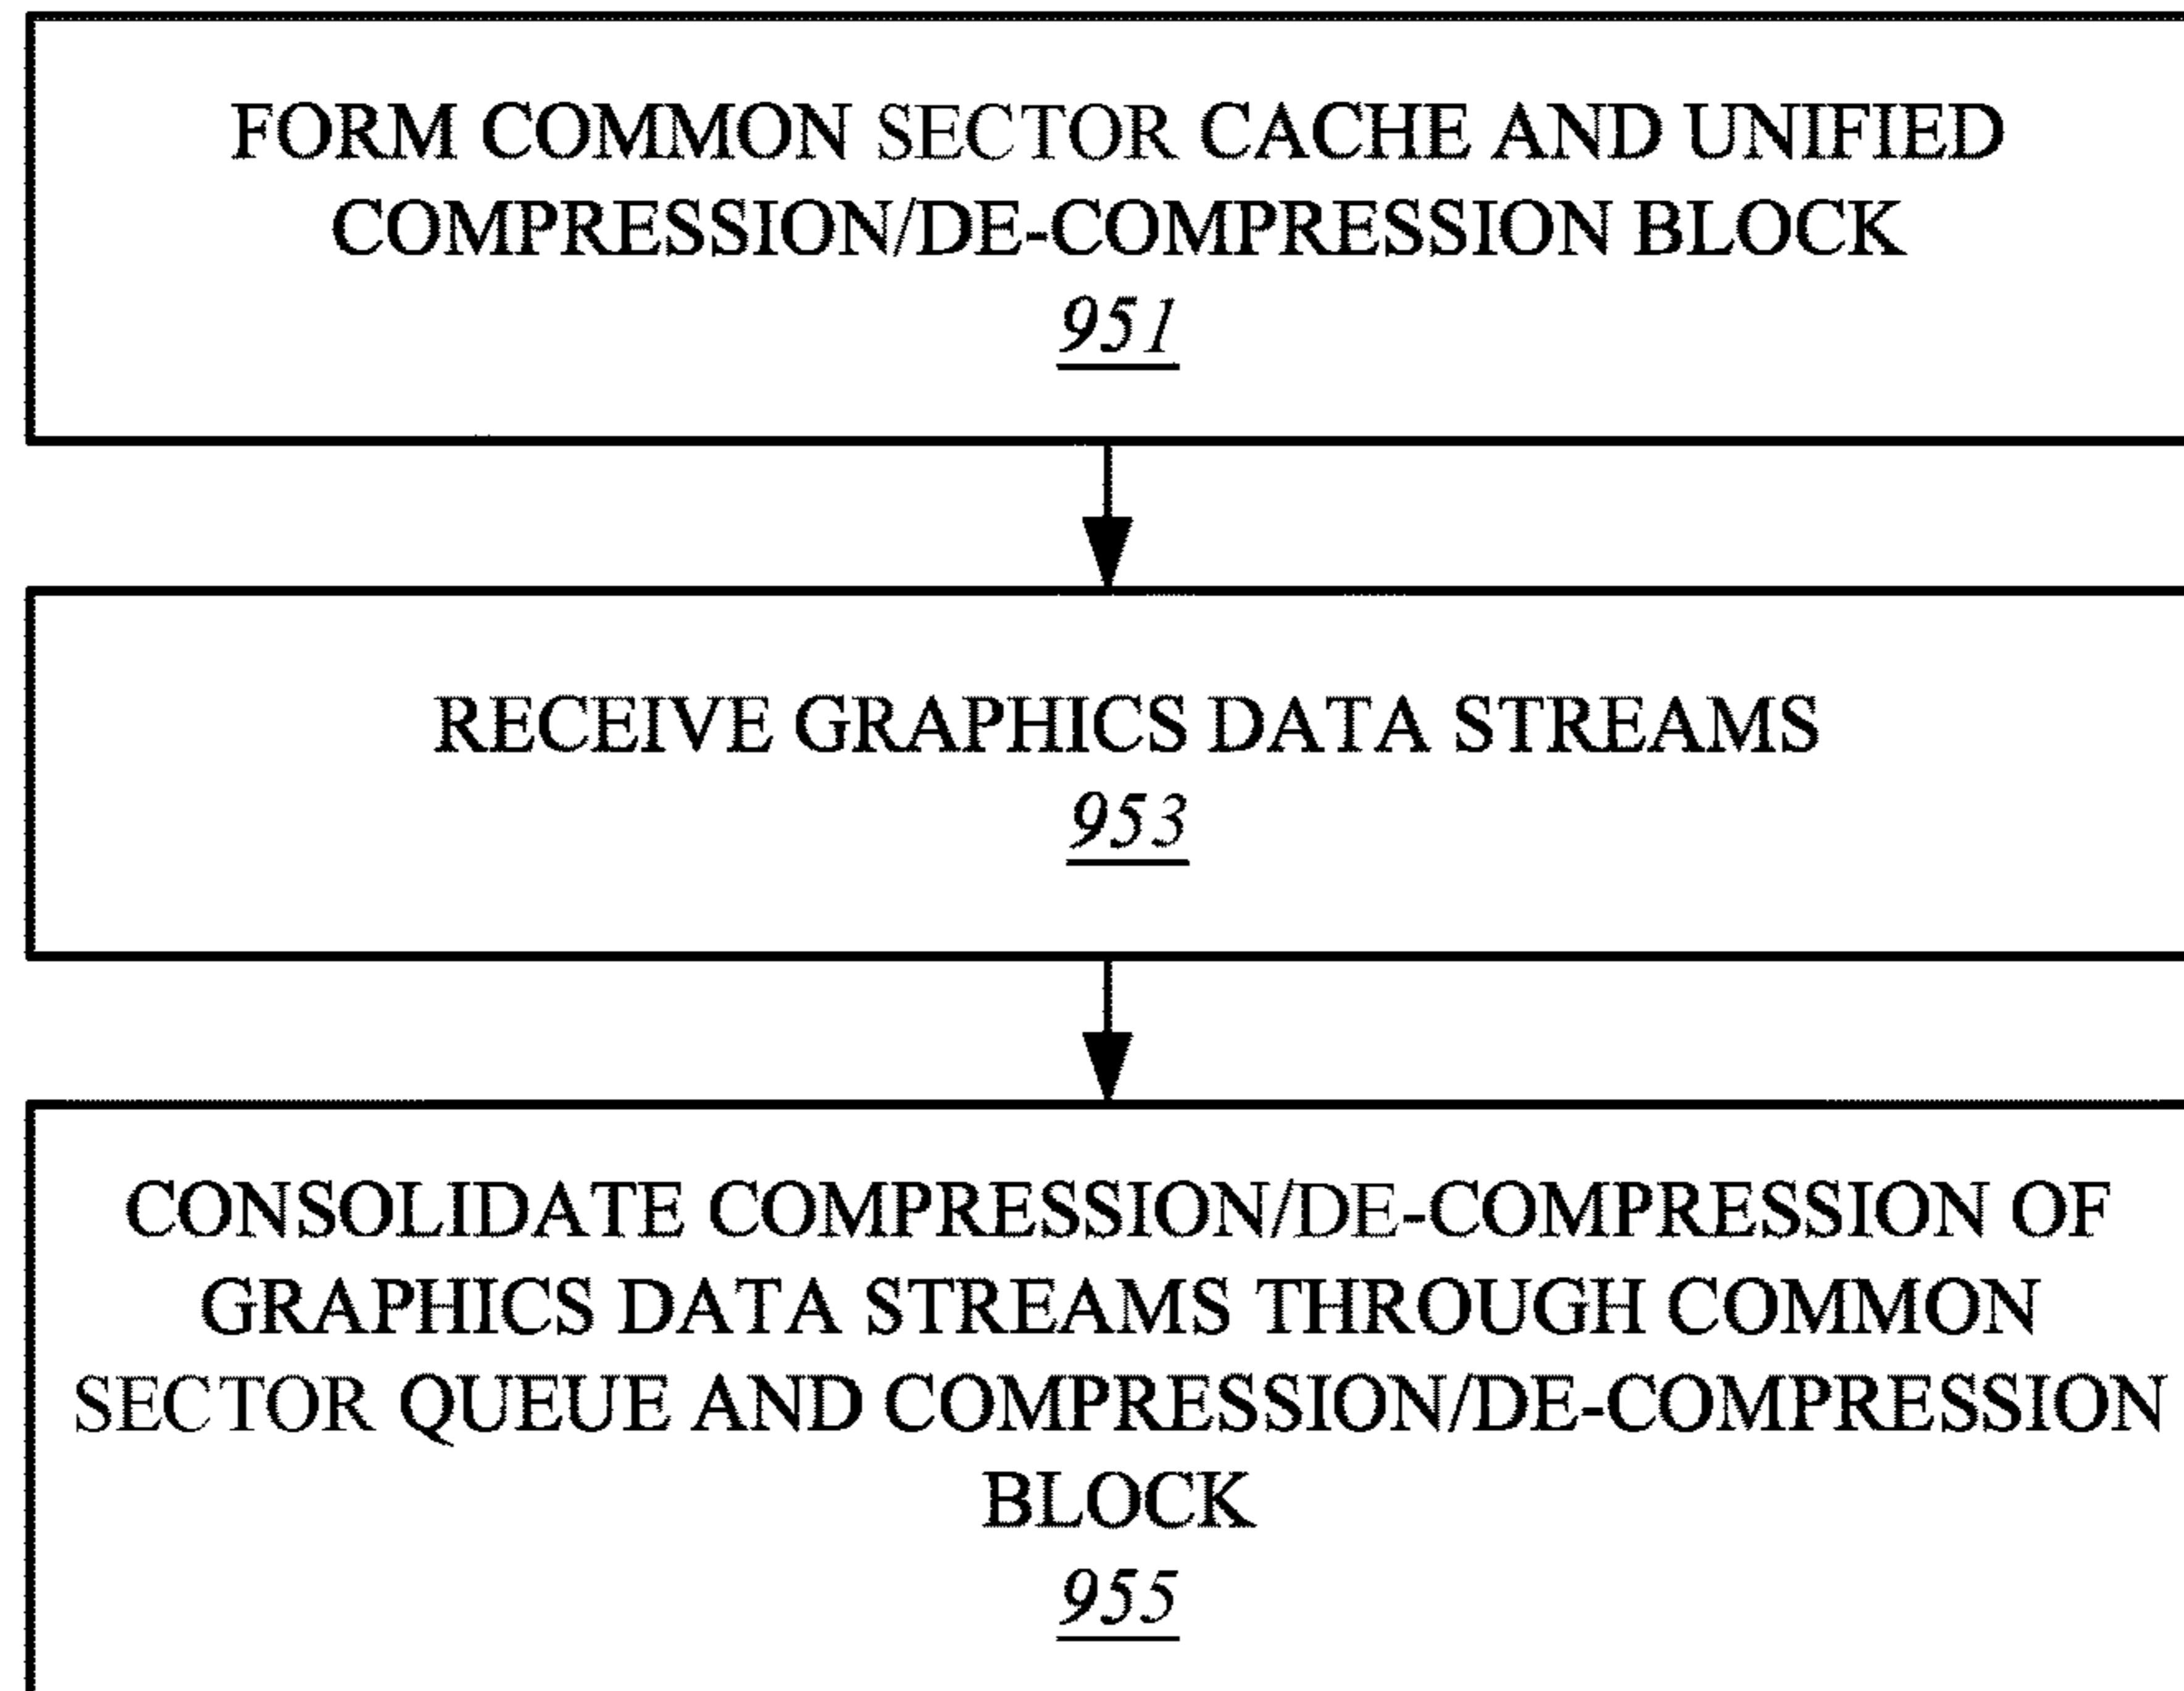 FORM COMMON SECTOR CACHE AND UNIFIED
COMPRESSION/DE-COMPRESSION BLOCK
951
RECEIVE GRAPHICS DATA STREAMS
953
CONSOLIDATE COMPRESSION/DE-COMPRESSION OF
GRAPHICS DATA STREAMS THROUGH COMMON
SECTOR QUEUE AND COMPRESSION/DE-COMPRESSION
BLOCK
955